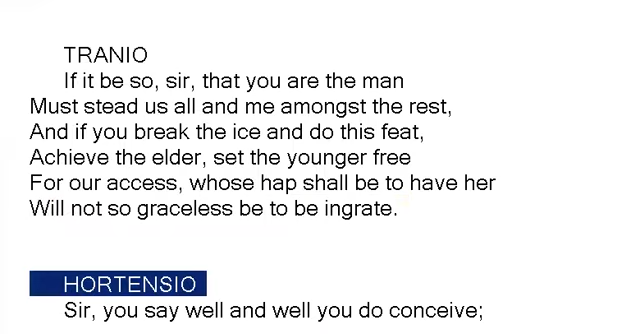 TRANIO
If it be so, sir, that you are the man
Must stead us all and me amongst the rest,
And if you break the ice and do this feat,
Achieve the elder, set the younger free
For our access, whose hap shall be to have her
Will not so graceless be to be ingrate.
HORTENSIO
Sir, you say well and well you do conceive;